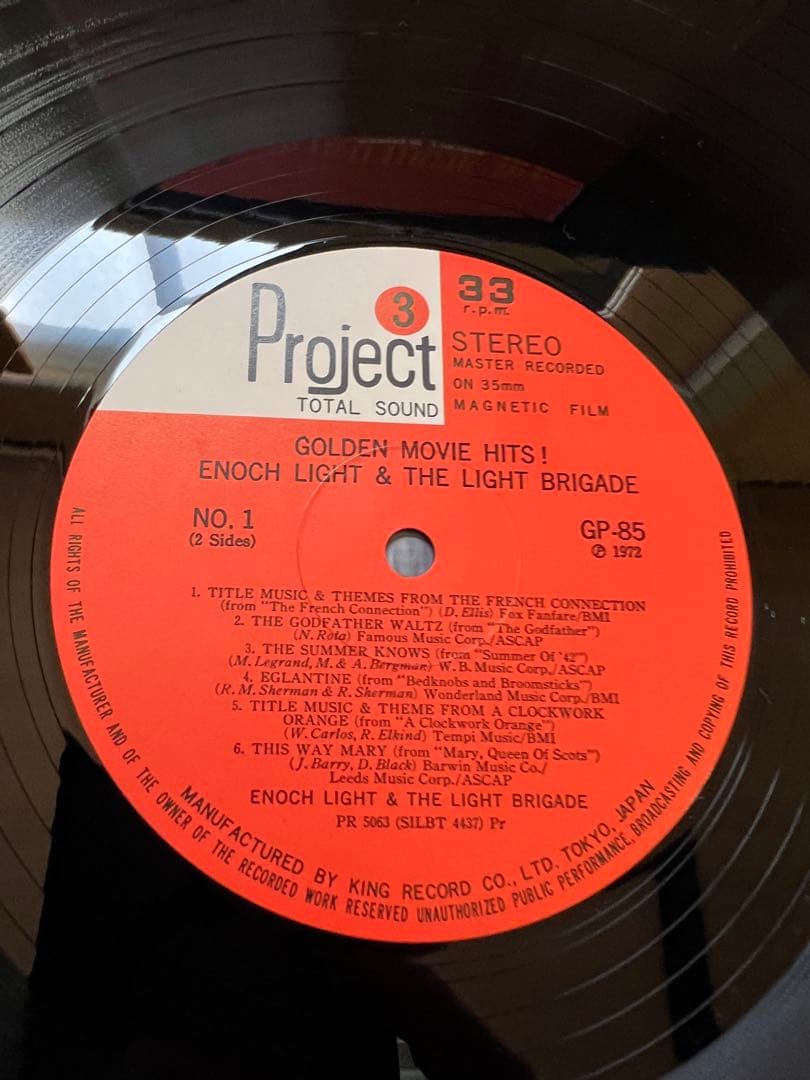 Project 3
TOTAL SOUND
33
r.p.m.
STEREO
MASTER RECORDED
ON 35mm
MAGNETIC FILM
GOLDEN MOVIE HITS!
ENOCH LIGHT & THE LIGHT BRIGADE
NO. 1
(2 Sides)
GP-85
℗ 1972
1. TITLE MUSIC & THEMES FROM THE FRENCH CONNECTION
(from "The French Connection") (D. Ellis) Fox Fanfare/BMI
2. THE GODFATHER WALTZ (from "The Godfather")
(N. Rota) Famous Music Corp./ASCAP
3. THE SUMMER KNOWS (from "Summer Of '42")
(M. Legrand, M. & A. Bergman) W. B. Music Corp./ASCAP
4. EGLANTINE (from "Bedknobs and Broomsticks")
(R. M. Sherman & R. Sherman) Wonderland Music Corp./BMI
5. TITLE MUSIC & THEME FROM A CLOCKWORK
ORANGE (from "A Clockwork Orange")
(W. Carlos, R. Elkind) Tempi Music/BMI
6. THIS WAY MARY (from "Mary, Queen Of Scots")
(J. Barry, D. Black) Barwin Music Co./
Leeds Music Corp./ASCAP
ENOCH LIGHT & THE LIGHT BRIGADE
PR 5063 (SILBT 4437) Pr
MANUFACTURED BY KING RECORD CO., LTD. TOKYO, JAPAN
ALL RIGHTS OF THE MANUFACTURER AND OF THE OWNER OF THE RECORDED WORK RESERVED UNAUTHORIZED PUBLIC PERFORMANCE, BROADCASTING AND COPYING OF THIS RECORD PROHIBITED